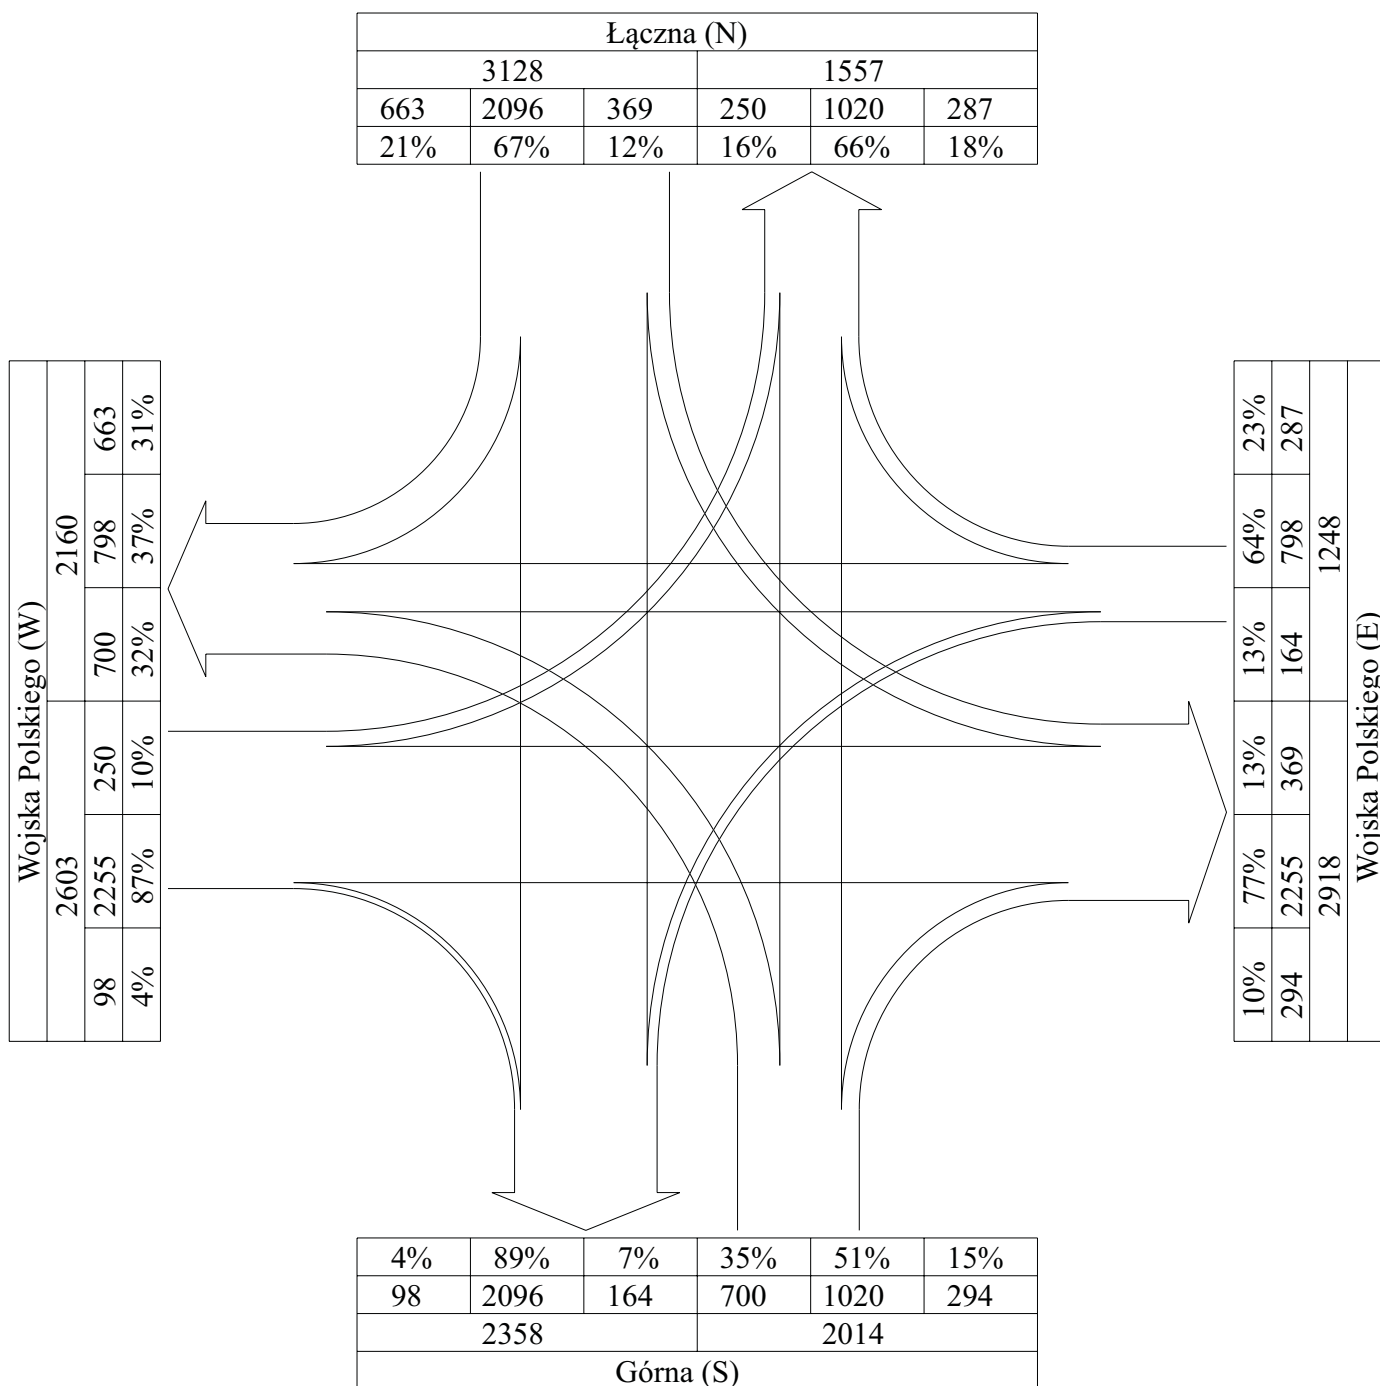 Łączna (N)
3128 1557
663 2096 369 250 1020 287
21% 67% 12% 16% 66% 18%
Wojska Polskiego (W)
2603 2160
98 2255 250 700 798 663
4% 87% 10% 32% 37% 31%
23% 64% 13% 13% 77% 10%
287 798 164 369 2255 294
1248 2918
Wojska Polskiego (E)
4% 89% 7% 35% 51% 15%
98 2096 164 700 1020 294
2358 2014
Górna (S)